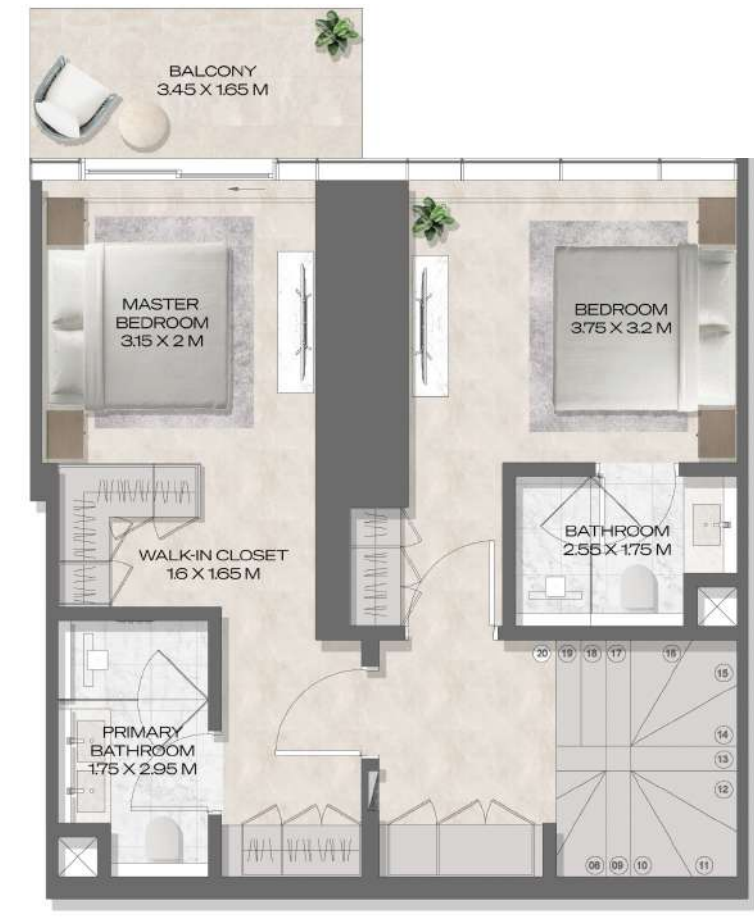 BALCONY
3.45 X 1.65 M
MASTER
BEDROOM
3.15 X 2 M
BEDROOM
3.75 X 3.2 M
WALK-IN CLOSET
1.6 X 1.65 M
BATHROOM
2.55 X 1.75 M
PRIMARY
BATHROOM
1.75 X 2.95 M
20 19 18 17 16
15
14
13
12
08 09 10 11